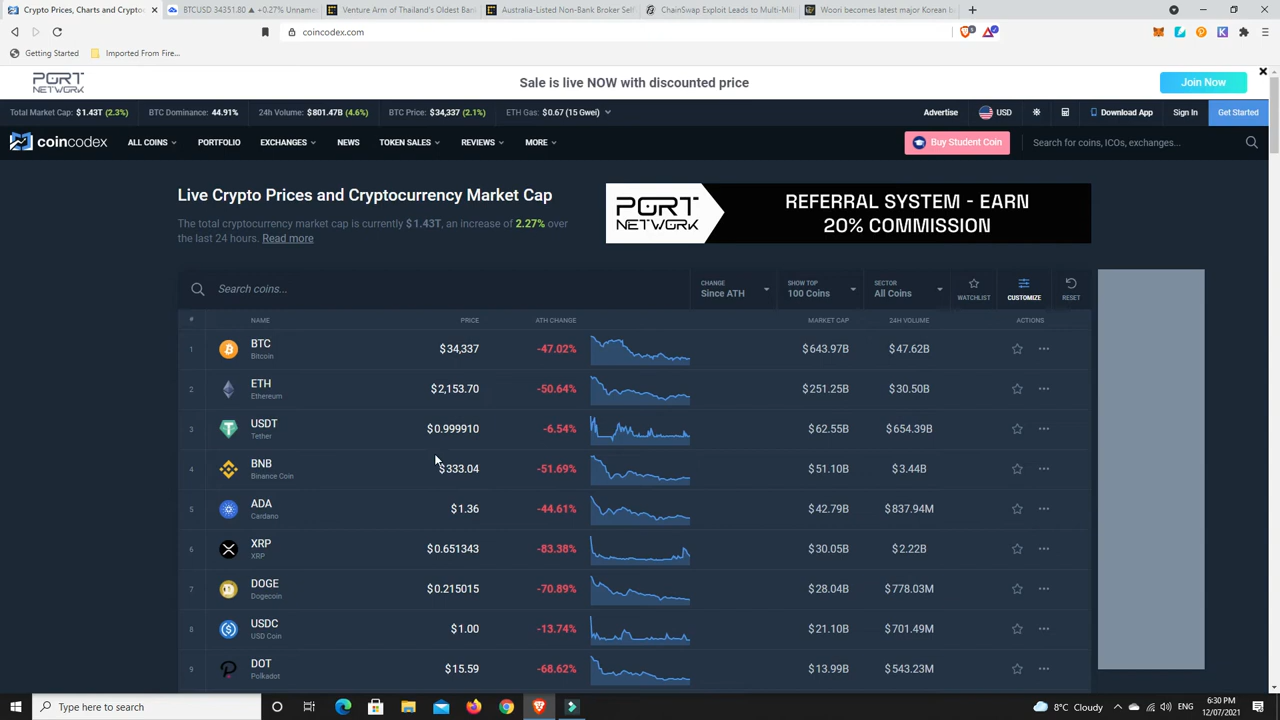 Crypto Prices, Charts and Cryptoc
BTCUSD 34351.80 ▲ +0.27% Unname
Venture Arm of Thailand's Oldest Ban
Australia-Listed Non-Bank Broker Self
ChainSwap Exploit Leads to Multi-Mill
Woori becomes latest major Korean b
coincodex.com
Getting Started
Imported From Fire...
PORT NETWORK
Sale is live NOW with discounted price
Join Now
Total Market Cap: $1.43T (2.3%)
BTC Dominance: 44.91%
24h Volume: $801.47B (4.6%)
BTC Price: $34,337 (2.1%)
ETH Gas: $0.67 (15 Gwei)
Advertise
USD
Download App
Sign In
Get Started
coincodex
ALL COINS
PORTFOLIO
EXCHANGES
NEWS
TOKEN SALES
REVIEWS
MORE
Buy Student Coin
Search for coins, ICOs, exchanges...
Live Crypto Prices and Cryptocurrency Market Cap
The total cryptocurrency market cap is currently $1.43T, an increase of 2.27% over
the last 24 hours. Read more
PORT NETWORK
REFERRAL SYSTEM - EARN
20% COMMISSION
Search coins...
CHANGE
Since ATH
SHOW TOP
100 Coins
SECTOR
All Coins
WATCHLIST
CUSTOMIZE
RESET
# NAME PRICE ATH CHANGE MARKET CAP 24H VOLUME ACTIONS
1 BTC $34,337 -47.02% $643.97B $47.62B
Bitcoin
2 ETH $2,153.70 -50.64% $251.25B $30.50B
Ethereum
3 USDT $0.999910 -6.54% $62.55B $654.39B
Tether
4 BNB $333.04 -51.69% $51.10B $3.44B
Binance Coin
5 ADA $1.36 -44.61% $42.79B $837.94M
Cardano
6 XRP $0.651343 -83.38% $30.05B $2.22B
XRP
7 DOGE $0.215015 -70.89% $28.04B $778.03M
Dogecoin
8 USDC $1.00 -13.74% $21.10B $701.49M
USD Coin
9 DOT $15.59 -68.62% $13.99B $543.23M
Polkadot
Type here to search
8°C Cloudy
ENG
6:30 PM
12/07/2021